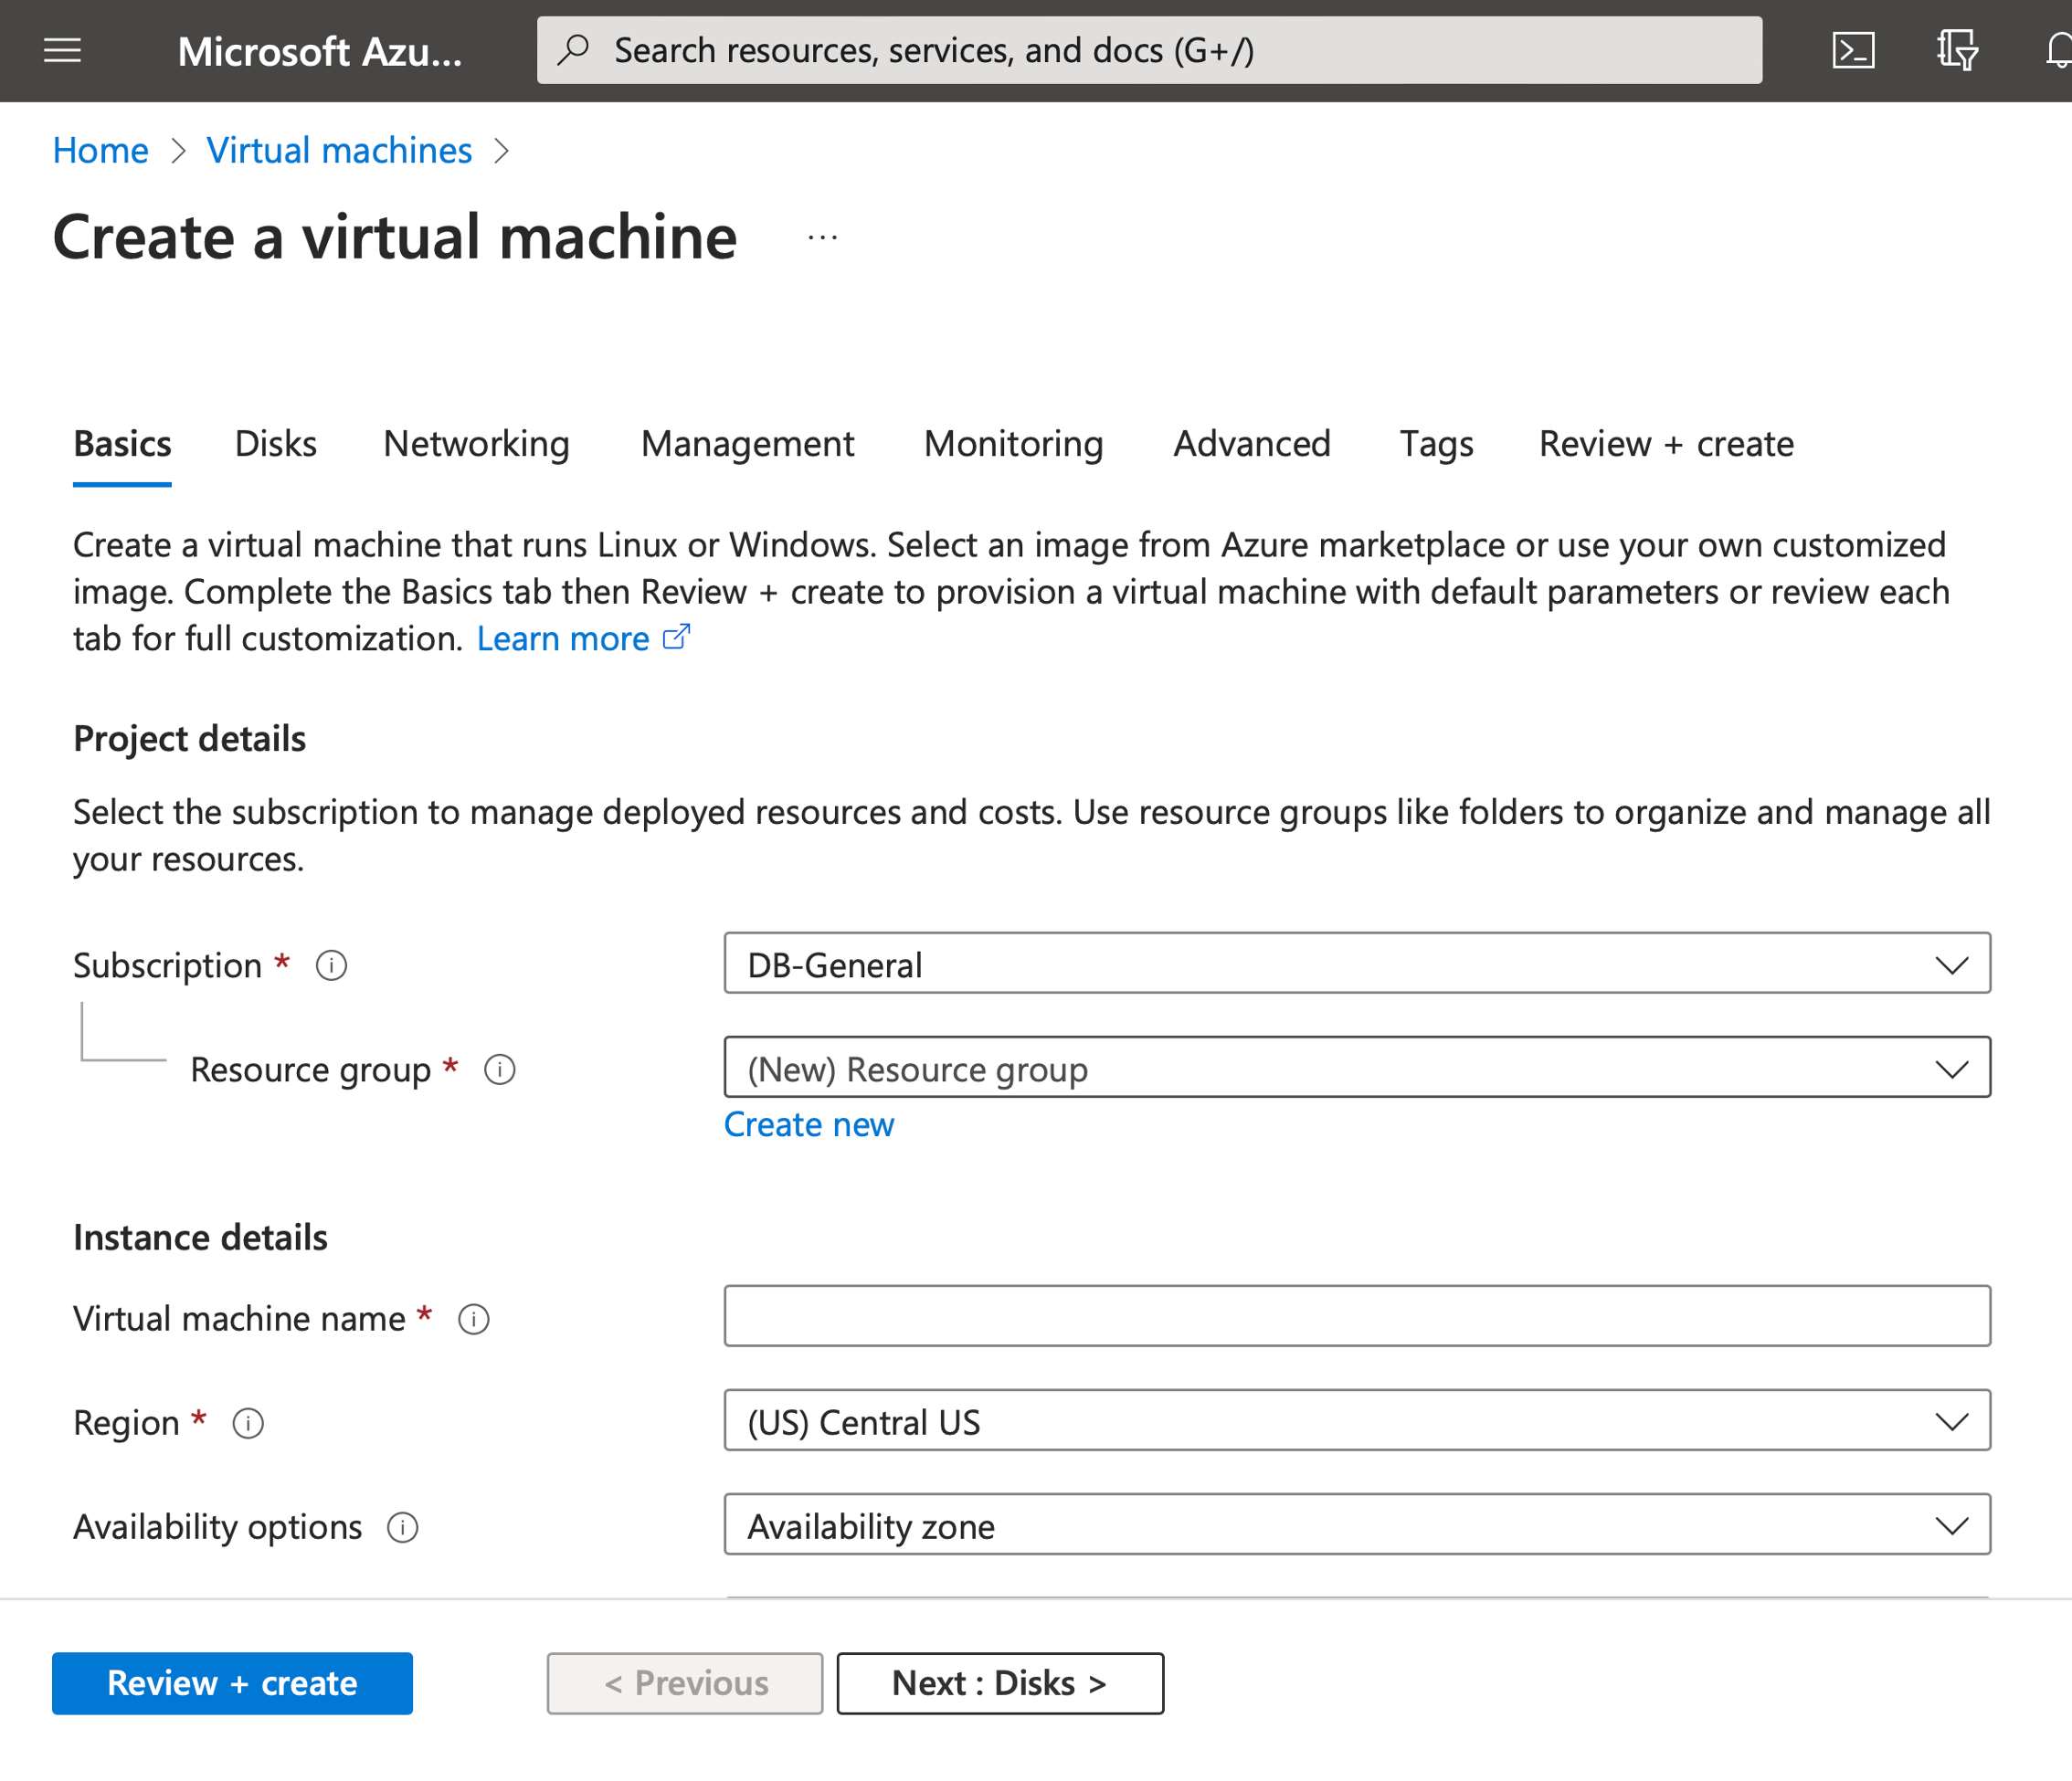 Microsoft Azu...
Search resources, services, and docs (G+/)
Home > Virtual machines >
Create a virtual machine ...
Basics Disks Networking Management Monitoring Advanced Tags Review + create
Create a virtual machine that runs Linux or Windows. Select an image from Azure marketplace or use your own customized
image. Complete the Basics tab then Review + create to provision a virtual machine with default parameters or review each
tab for full customization. Learn more
Project details
Select the subscription to manage deployed resources and costs. Use resource groups like folders to organize and manage all
your resources.
Subscription * DB-General
Resource group * (New) Resource group
Create new
Instance details
Virtual machine name *
Region * (US) Central US
Availability options Availability zone
Review + create < Previous Next : Disks >